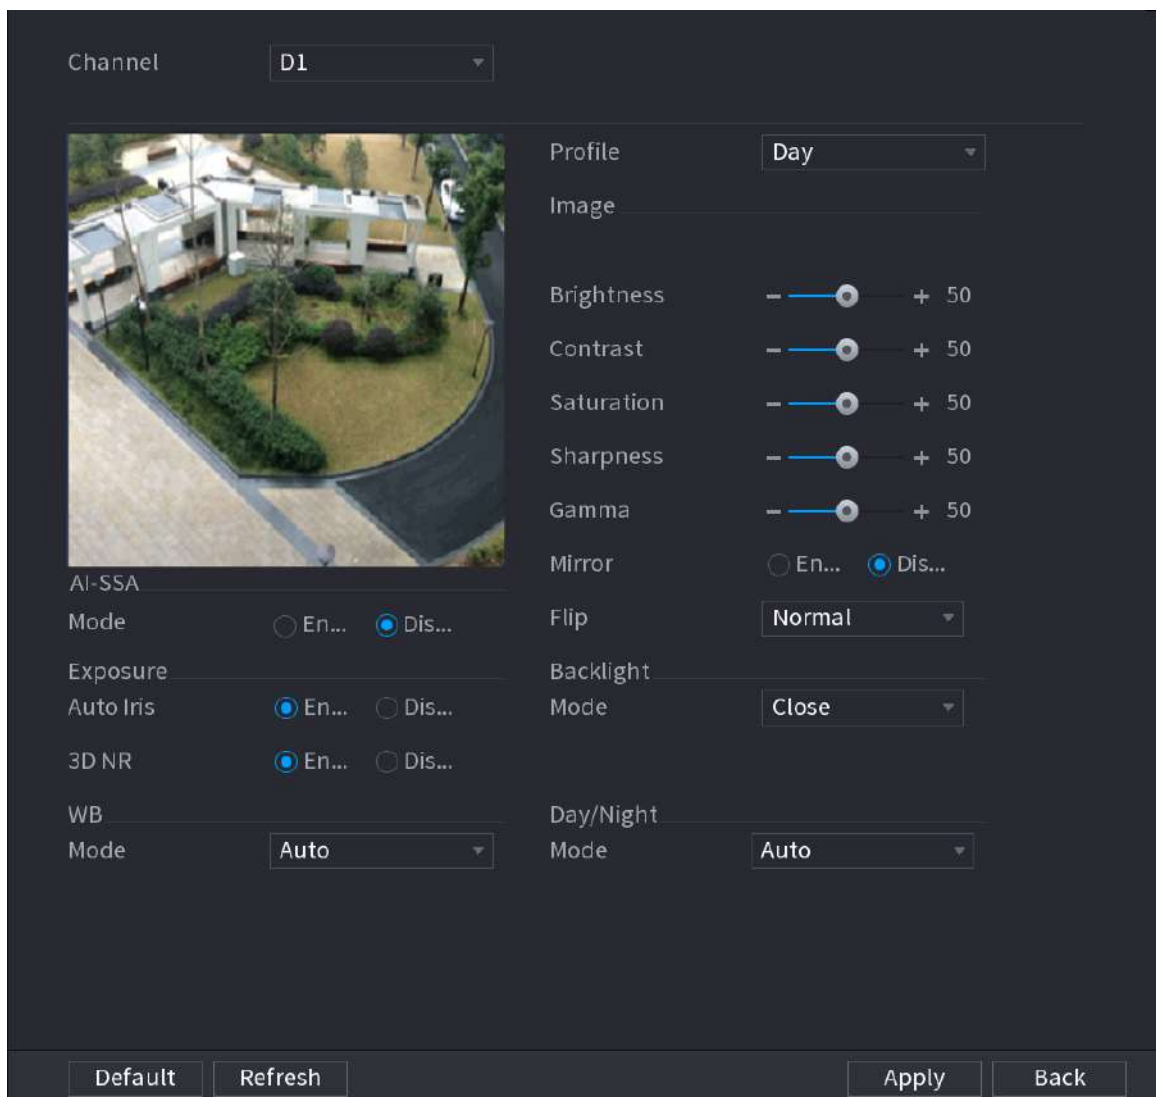 Channel D1
Profile Day
Image
Brightness - + 50
Contrast - + 50
Saturation - + 50
Sharpness - + 50
Gamma - + 50
Mirror En... Dis...
Flip Normal
Backlight
Mode Close
AI-SSA
Mode En... Dis...
Exposure
Auto Iris En... Dis...
3D NR En... Dis...
WB
Mode Auto
Day/Night
Mode Auto
Default Refresh Apply Back